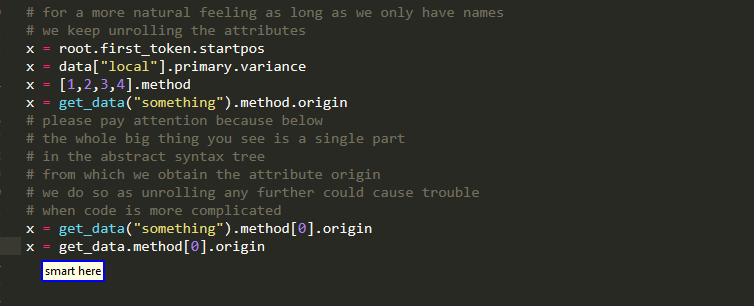 # for a more natural feeling as long as we only have names
# we keep unrolling the attributes
x = root.first_token.startpos
x = data["local"].primary.variance
x = [1,2,3,4].method
x = get_data("something").method.origin
# please pay attention because below
# the whole big thing you see is a single part
# in the abstract syntax tree
# from which we obtain the attribute origin
# we do so as unrolling any further could cause trouble
# when code is more complicated
x = get_data("something").method[0].origin
x = get_data.method[0].origin
smart here